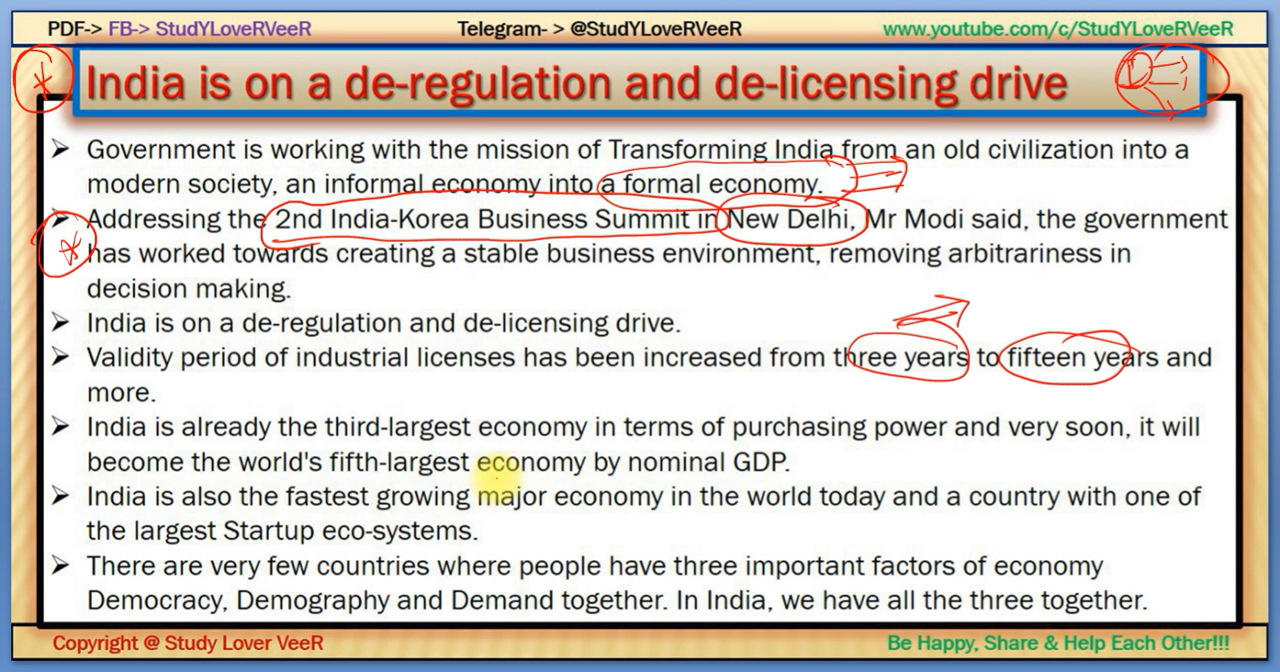 PDF-> FB-> StudYLoveRVeeR Telegram- > @StudYLoveRVeeR www.youtube.com/c/StudYLoveRVeeR
India is on a de-regulation and de-licensing drive
➢ Government is working with the mission of Transforming India from an old civilization into a
modern society, an informal economy into a formal economy.
➢ Addressing the 2nd India-Korea Business Summit in New Delhi, Mr Modi said, the government
has worked towards creating a stable business environment, removing arbitrariness in
decision making.
➢ India is on a de-regulation and de-licensing drive.
➢ Validity period of industrial licenses has been increased from three years to fifteen years and
more.
➢ India is already the third-largest economy in terms of purchasing power and very soon, it will
become the world's fifth-largest economy by nominal GDP.
➢ India is also the fastest growing major economy in the world today and a country with one of
the largest Startup eco-systems.
➢ There are very few countries where people have three important factors of economy
Democracy, Demography and Demand together. In India, we have all the three together.
Copyright @ Study Lover VeeR Be Happy, Share & Help Each Other!!!